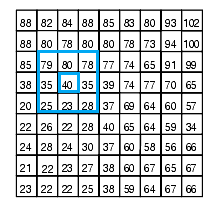 88 82 84 88 85 83 80 93 102
88 80 78 80 80 78 73 94 100
85 79 80 78 77 74 65 91 99
38 35 40 35 39 74 77 70 65
20 25 23 28 37 69 64 60 57
22 26 22 28 40 65 64 59 34
24 28 24 30 37 60 58 56 66
21 22 23 27 38 60 67 65 67
23 22 22 25 38 59 64 67 66